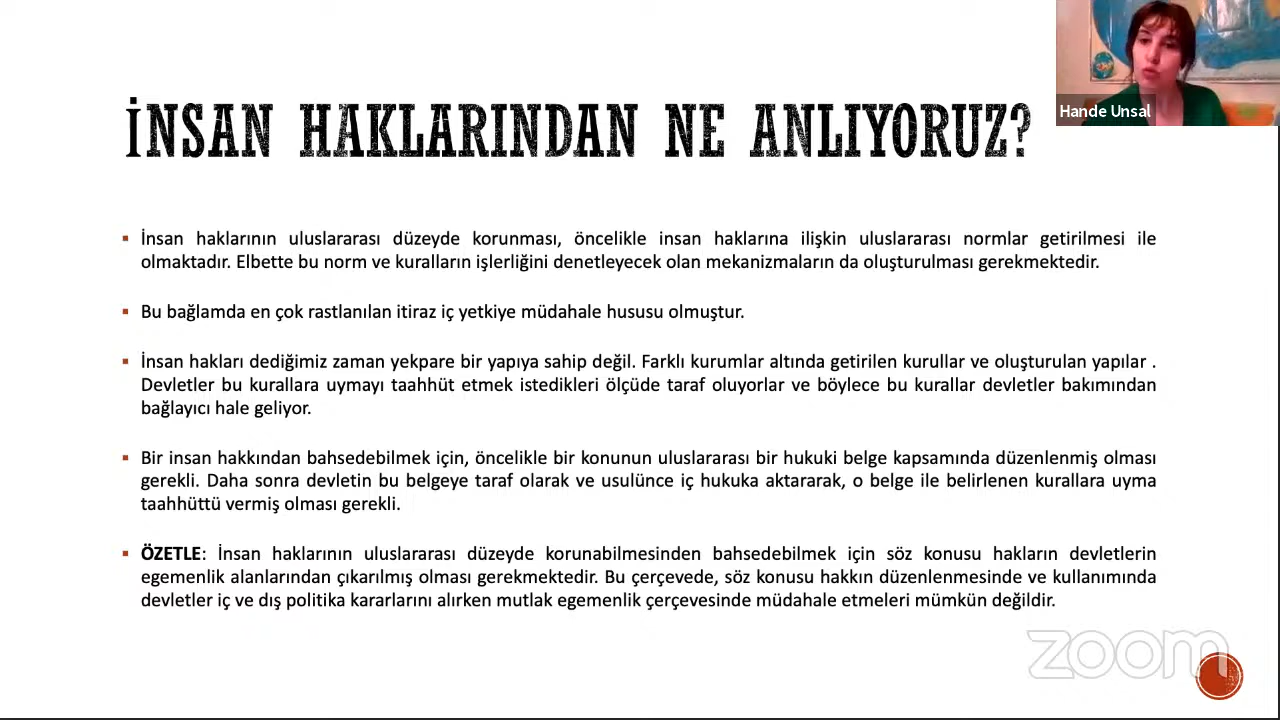 İNSAN HAKLARINDAN NE ANLIYORUZ?
Hande Unsal
▪ İnsan haklarının uluslararası düzeyde korunması, öncelikle insan haklarına ilişkin uluslararası normlar getirilmesi ile
olmaktadır. Elbette bu norm ve kuralların işlerliğini denetleyecek olan mekanizmaların da oluşturulması gerekmektedir.
▪ Bu bağlamda en çok rastlanılan itiraz iç yetkiye müdahale hususu olmuştur.
▪ İnsan hakları dediğimiz zaman yekpare bir yapıya sahip değil. Farklı kurumlar altında getirilen kurullar ve oluşturulan yapılar .
Devletler bu kurallara uymayı taahhüt etmek istedikleri ölçüde taraf oluyorlar ve böylece bu kurallar devletler bakımından
bağlayıcı hale geliyor.
▪ Bir insan hakkından bahsedebilmek için, öncelikle bir konunun uluslararası bir hukuki belge kapsamında düzenlenmiş olması
gerekli. Daha sonra devletin bu belgeye taraf olarak ve usulünce iç hukuka aktararak, o belge ile belirlenen kurallara uyma
taahhüttü vermiş olması gerekli.
▪ ÖZETLE: İnsan haklarının uluslararası düzeyde korunabilmesinden bahsedebilmek için söz konusu hakların devletlerin
egemenlik alanlarından çıkarılmış olması gerekmektedir. Bu çerçevede, söz konusu hakkın düzenlenmesinde ve kullanımında
devletler iç ve dış politika kararlarını alırken mutlak egemenlik çerçevesinde müdahale etmeleri mümkün değildir.
zoom